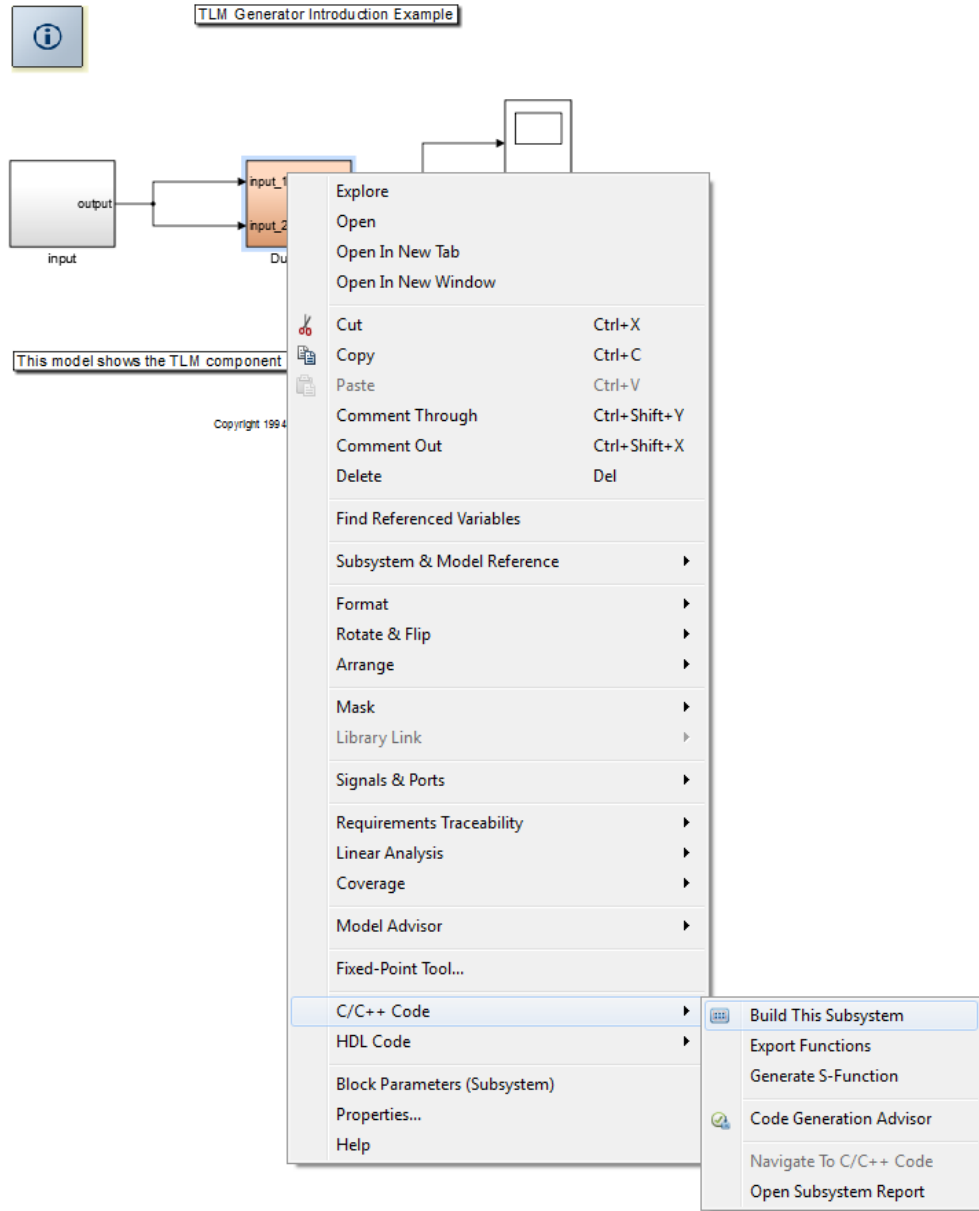 TLM Generator Introduction Example
output
input
input_1
input_2
Du
This model shows the TLM component
Copyright 1994
Explore
Open
Open In New Tab
Open In New Window
Cut Ctrl+X
Copy Ctrl+C
Paste Ctrl+V
Comment Through Ctrl+Shift+Y
Comment Out Ctrl+Shift+X
Delete Del
Find Referenced Variables
Subsystem & Model Reference
Format
Rotate & Flip
Arrange
Mask
Library Link
Signals & Ports
Requirements Traceability
Linear Analysis
Coverage
Model Advisor
Fixed-Point Tool...
C/C++ Code
HDL Code
Block Parameters (Subsystem)
Properties...
Help
Build This Subsystem
Export Functions
Generate S-Function
Code Generation Advisor
Navigate To C/C++ Code
Open Subsystem Report